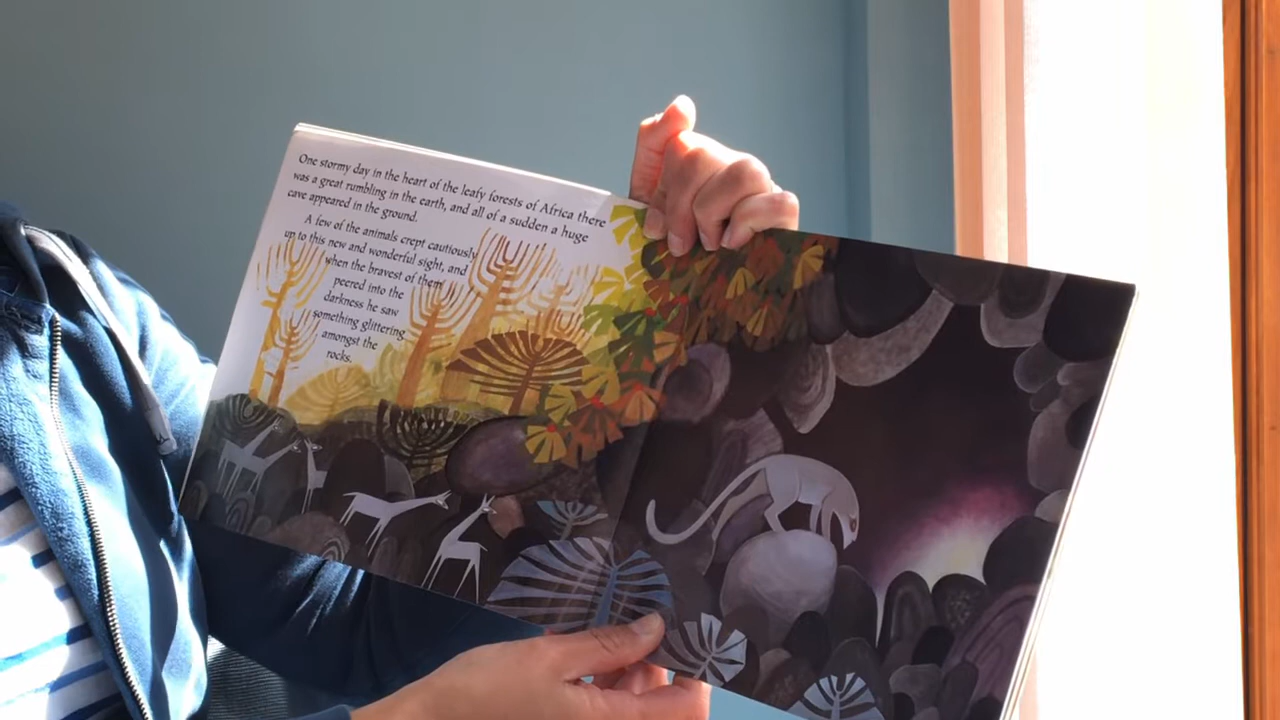 One stormy day in the heart of the leafy forests of Africa there
was a great rumbling in the earth, and all of a sudden a huge
cave appeared in the ground.
A few of the animals crept cautiously
up to this new and wonderful sight, and
when the bravest of them
peered into the
darkness he saw
something glittering
amongst the
rocks.